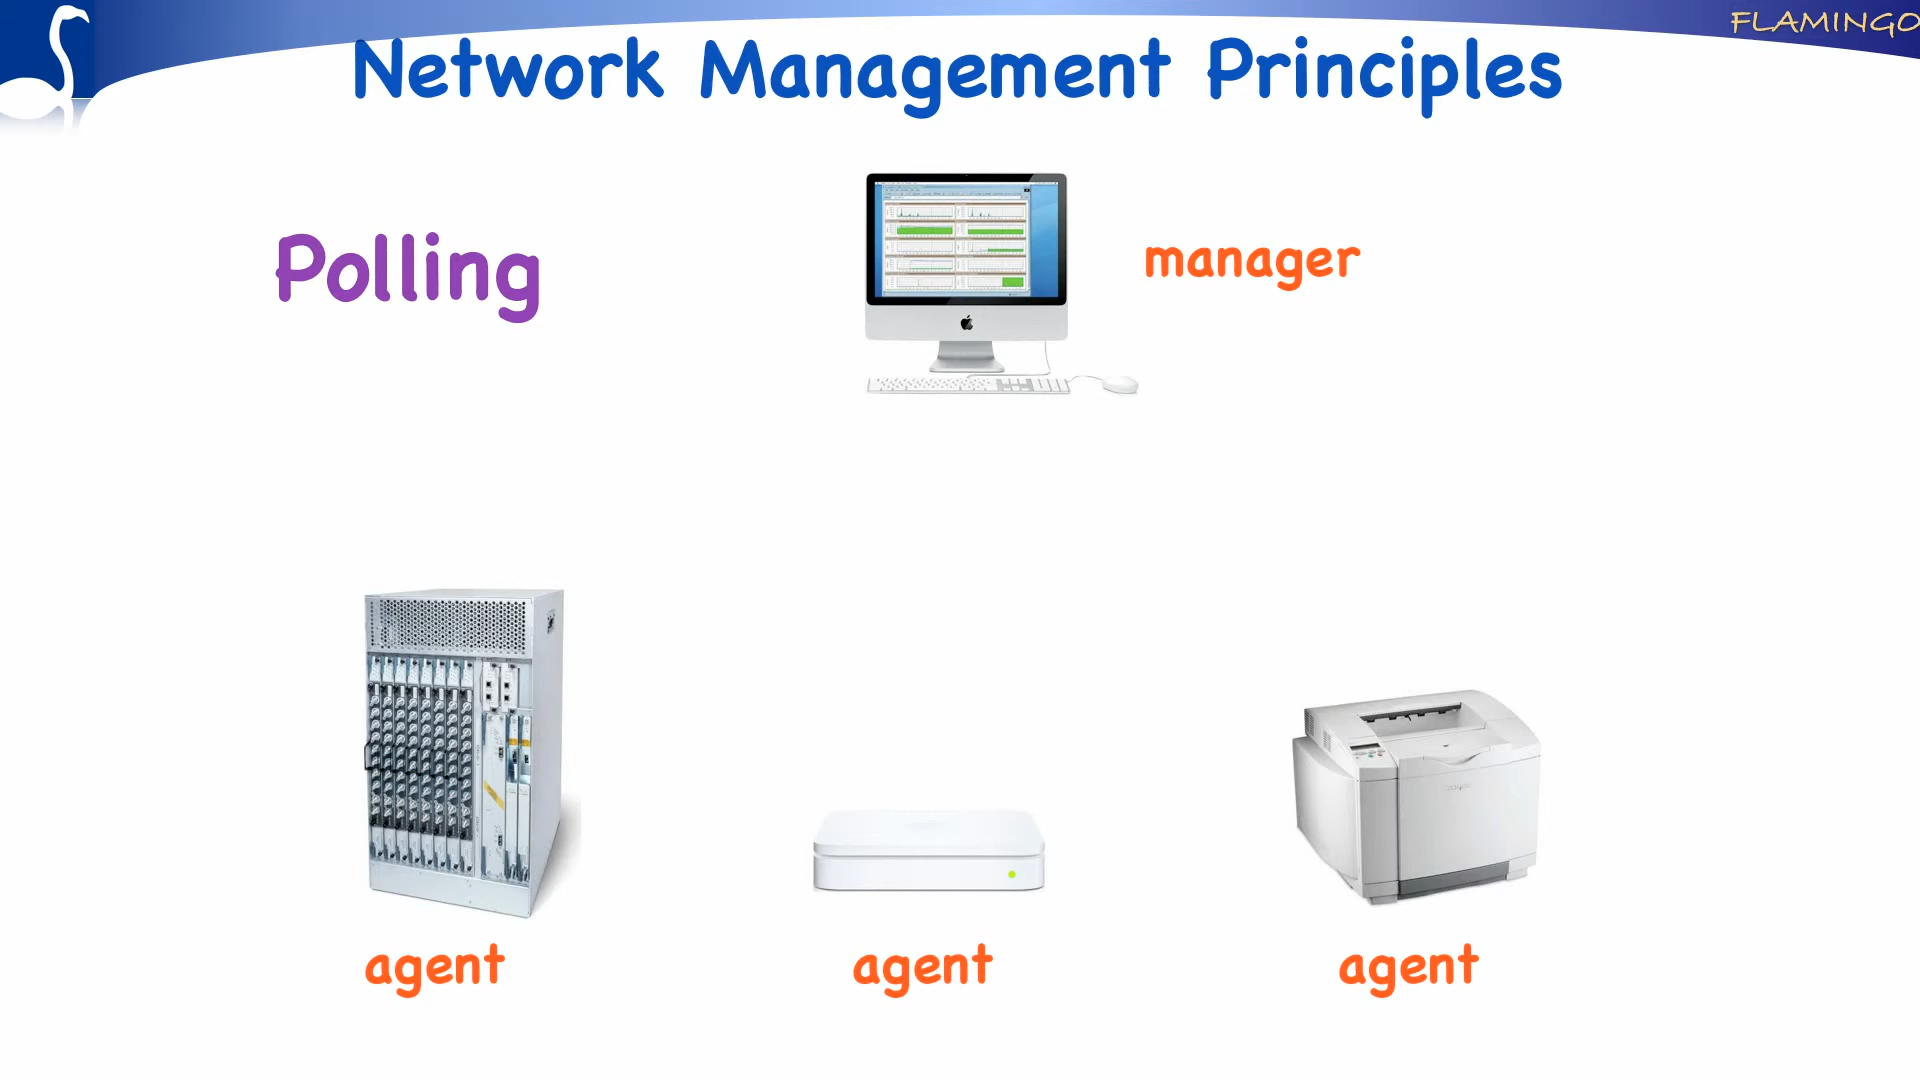 FLAMINGO
Network Management Principles
Polling
manager
agent
agent
agent